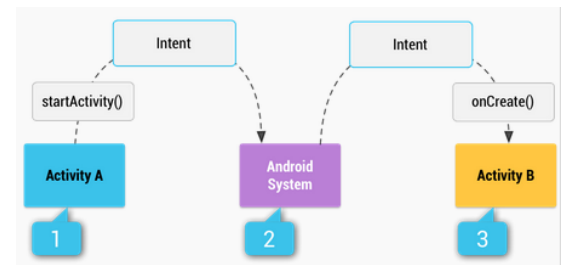 Intent
Intent
startActivity()
onCreate()
Activity A
Android
System
Activity B
1
2
3